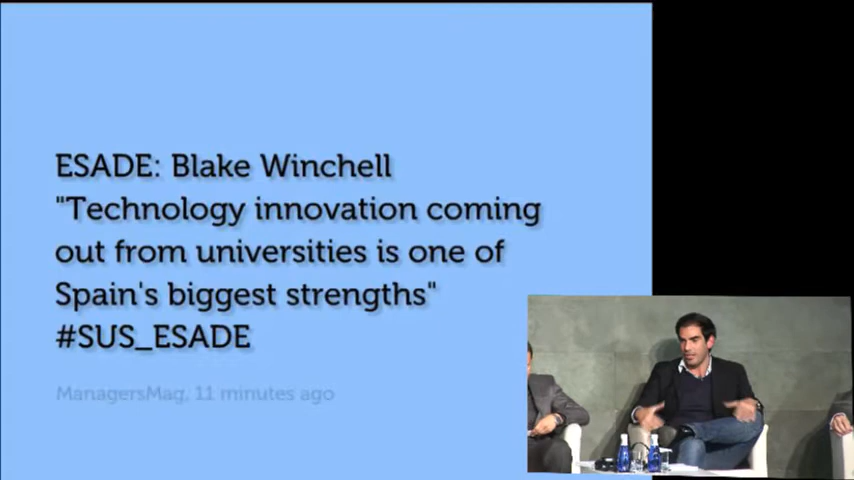 ESADE: Blake Winchell
"Technology innovation coming
out from universities is one of
Spain's biggest strengths"
#SUS_ESADE
ManagersMag, 11 minutes ago